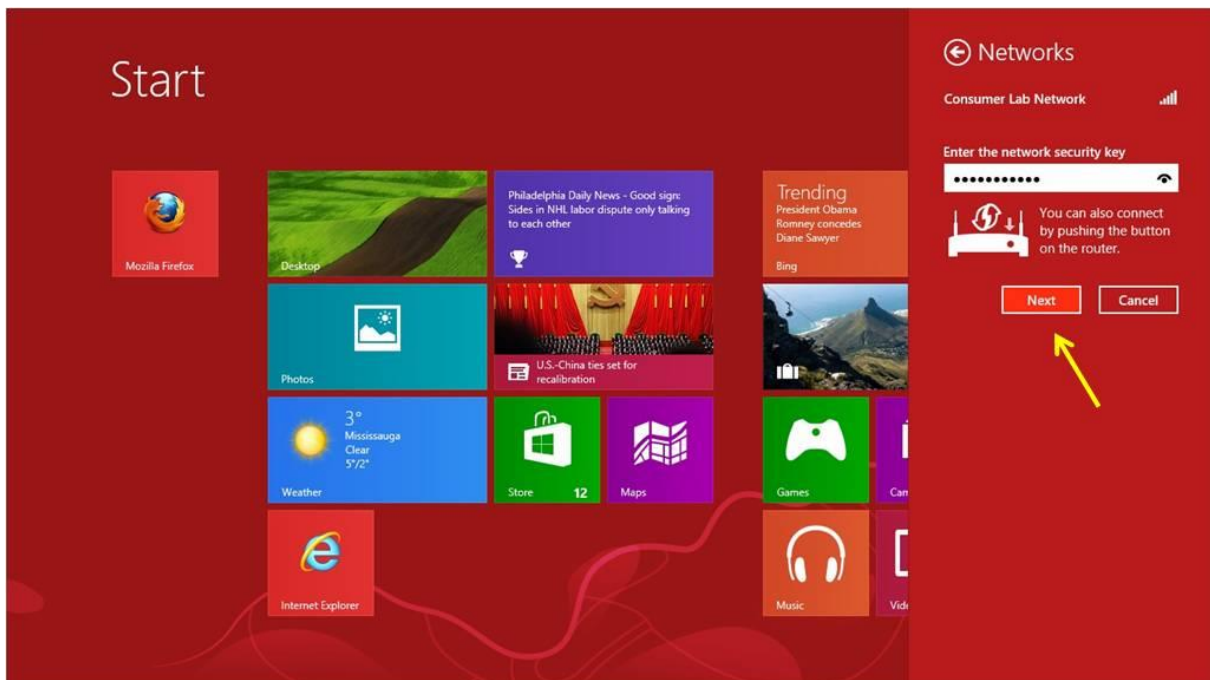 Start
Mozilla Firefox
Desktop
Philadelphia Daily News - Good sign:
Sides in NHL labor dispute only talking
to each other
Trending
President Obama
Romney concedes
Diane Sawyer
Bing
Photos
U.S.-China ties set for
recalibration
3°
Mississauga
Clear
5°/2°
Weather
Store 12
Maps
Games
Cam
Internet Explorer
Music
Vide
Networks
Consumer Lab Network
Enter the network security key
•••••••••••
You can also connect
by pushing the button
on the router.
Next
Cancel